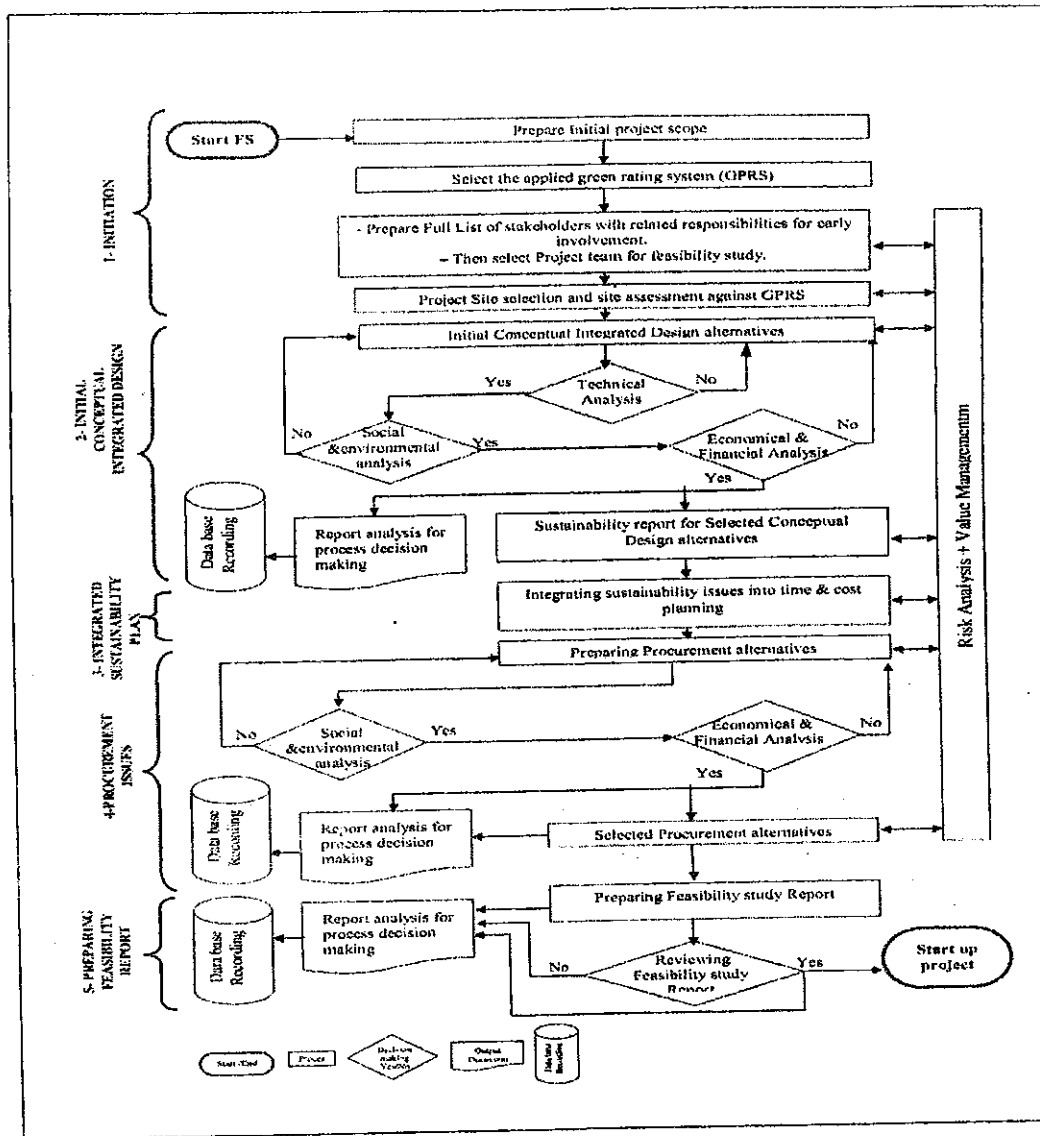 1- INITIATION
Start FS
Prepare Initial project scope
Select the applied green rating system (GPRS)
- Prepare Full List of stakeholders with related responsibilities for early
involvement.
– Then select Project team for feasibility study.
Project Site selection and site assessment against GPRS
2- INITIAL
CONCEPTUAL
INTEGRATED DESIGN
Initial Conceptual Integrated Design alternatives
Yes
Technical
Analysis
No
No
Social
&environmental
analysis
Yes
Economical &
Financial Analysis
No
Yes
Data base
Recording
Report analysis for
process decision
making
Sustainability report for Selected Conceptual
Design alternatives
3- INTEGRATED
SUSTAINABILITY
PLAN
Integrating sustainability issues into time & cost
planning
Preparing Procurement alternatives
4-PROCUREMENT
ISSUES
No
Social
&environmental
analysis
Yes
Economical &
Financial Analysis
No
Yes
Data base
Recording
Report analysis for
process decision
making
Selected Procurement alternatives
Risk Analysis + Value Managementm
5- PREPARING
FEASIBILITY
REPORT
Preparing Feasibility study Report
Data base
Recording
Report analysis for
process decision
making
No
Reviewing
Feasibility study
Report
Yes
Start up
project
Start /End
Output